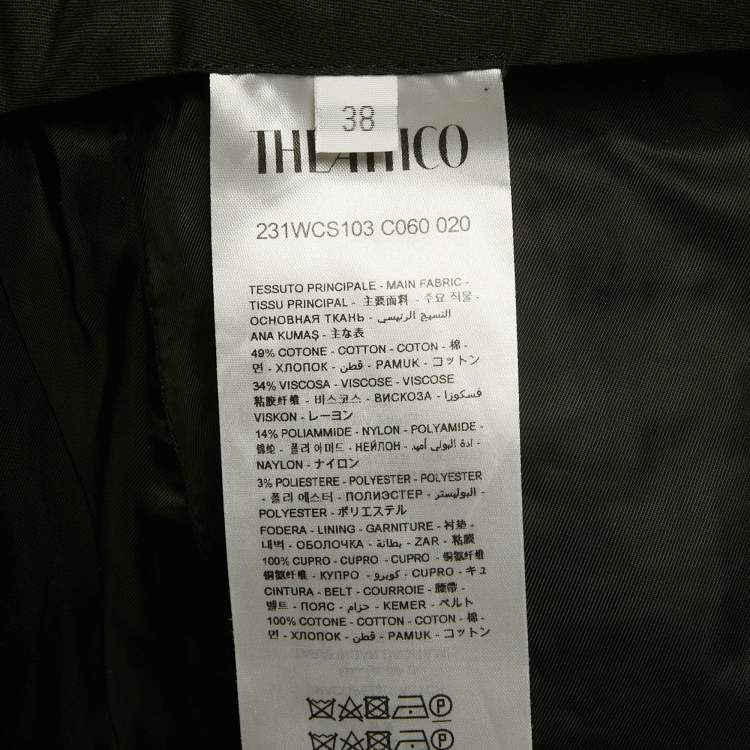 38
THE ATTICO
231WCS103 C060 020
TESSUTO PRINCIPALE - MAIN FABRIC -
TISSU PRINCIPAL - 主要面料 - 주요 직물 -
ОСНОВНАЯ ТКАНЬ - النسيج الرئيسي
ANA KUMAŞ - 主な表
49% COTONE - COTTON - COTON - 棉 -
면 - ХЛОПОК - قطن - PAMUK - コットン
34% VISCOSA - VISCOSE - VISCOSE
粘胶纤维 - 비스코스 - ВИСКОЗА - فسكوزا
VISKON - レーヨン
14% POLIAMMIDE - NYLON - POLYAMIDE -
锦纶 - 폴리 아미드 - НЕЙЛОН -
NAYLON - ナイロン
3% POLIESTERE - POLYESTER - POLYESTER
- 폴리 에스터 - ПОЛИЭСТЕР - البوليستر -
POLYESTER - ポリエステル
FODERA - LINING - GARNITURE - 衬垫 -
내벽 - ОБОЛОЧКА - بطانة - ZAR - 粘膜
100% CUPRO - CUPRO - CUPRO - 铜氨纤维
铜氨纤维 - КУПРО - كوبرو - CUPRO - キュ
CINTURA - BELT - COURROIE - 腰带 -
벨트 - ПОЯС - حزام - KEMER - ベルト
100% COTONE - COTTON - COTON - 棉 -
면 - ХЛОПОК - قطن - PAMUK - コットン